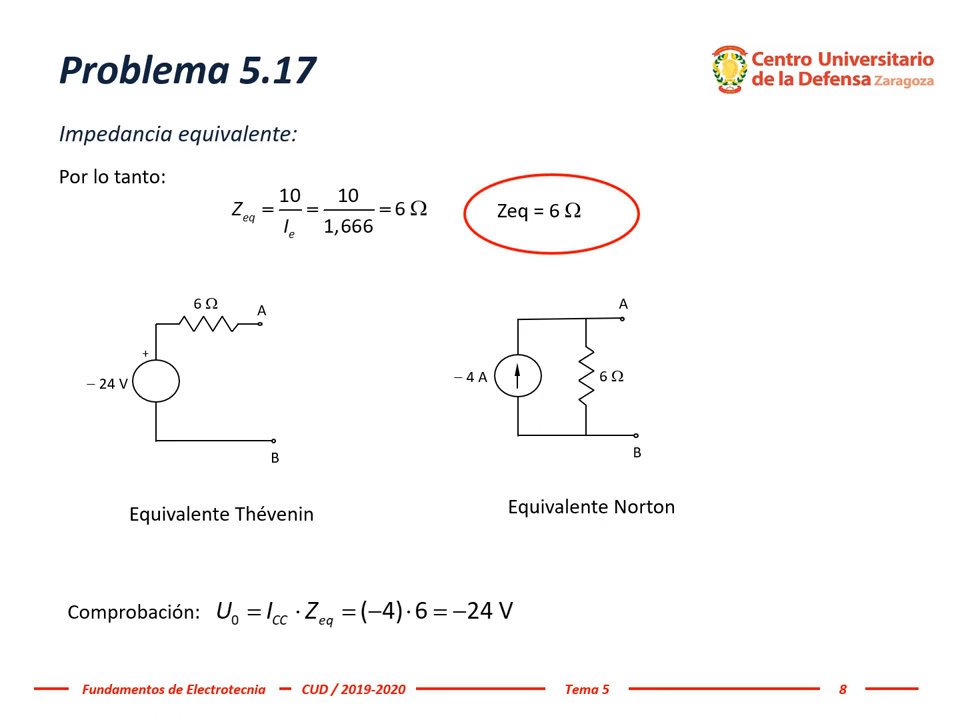 Problema 5.17
Centro Universitario
de la Defensa Zaragoza
Impedancia equivalente:
Por lo tanto:
Z_eq = 10 / I_e = 10 / 1,666 = 6 Ω
Zeq = 6 Ω
6 Ω
A
+
− 24 V
B
Equivalente Thévenin
A
− 4 A
6 Ω
B
Equivalente Norton
Comprobación: U_0 = I_CC · Z_eq = (−4) · 6 = −24 V
Fundamentos de Electrotecnia CUD / 2019-2020 Tema 5 8